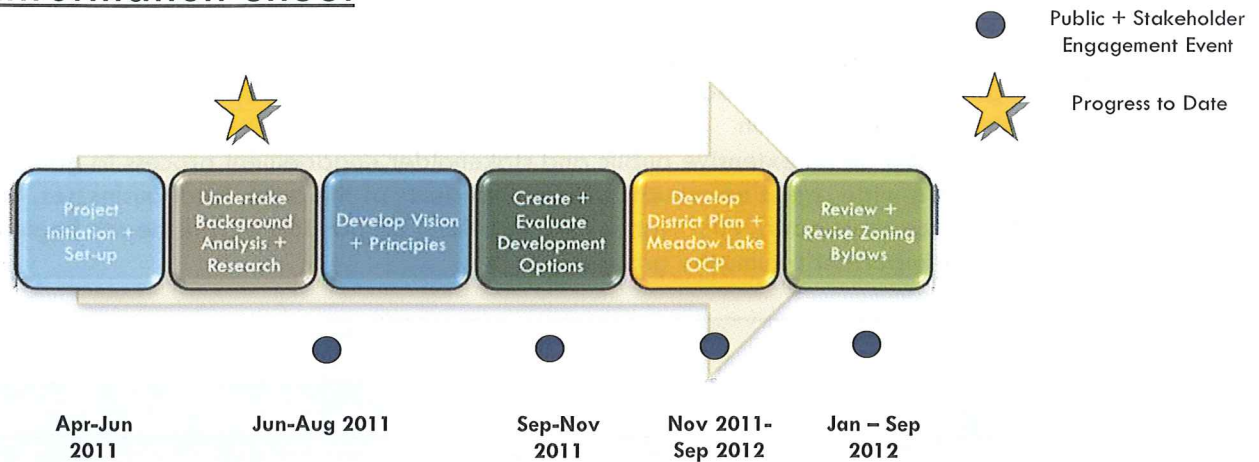 Public + Stakeholder
Engagement Event
Progress to Date
Project
Initiation +
Set-up
Undertake
Background
Analysis +
Research
Develop Vision
+ Principles
Create +
Evaluate
Development
Options
Develop
District Plan +
Meadow Lake
OCP
Review +
Revise Zoning
Bylaws
Apr-Jun
2011
Jun-Aug 2011
Sep-Nov
2011
Nov 2011-
Sep 2012
Jan – Sep
2012